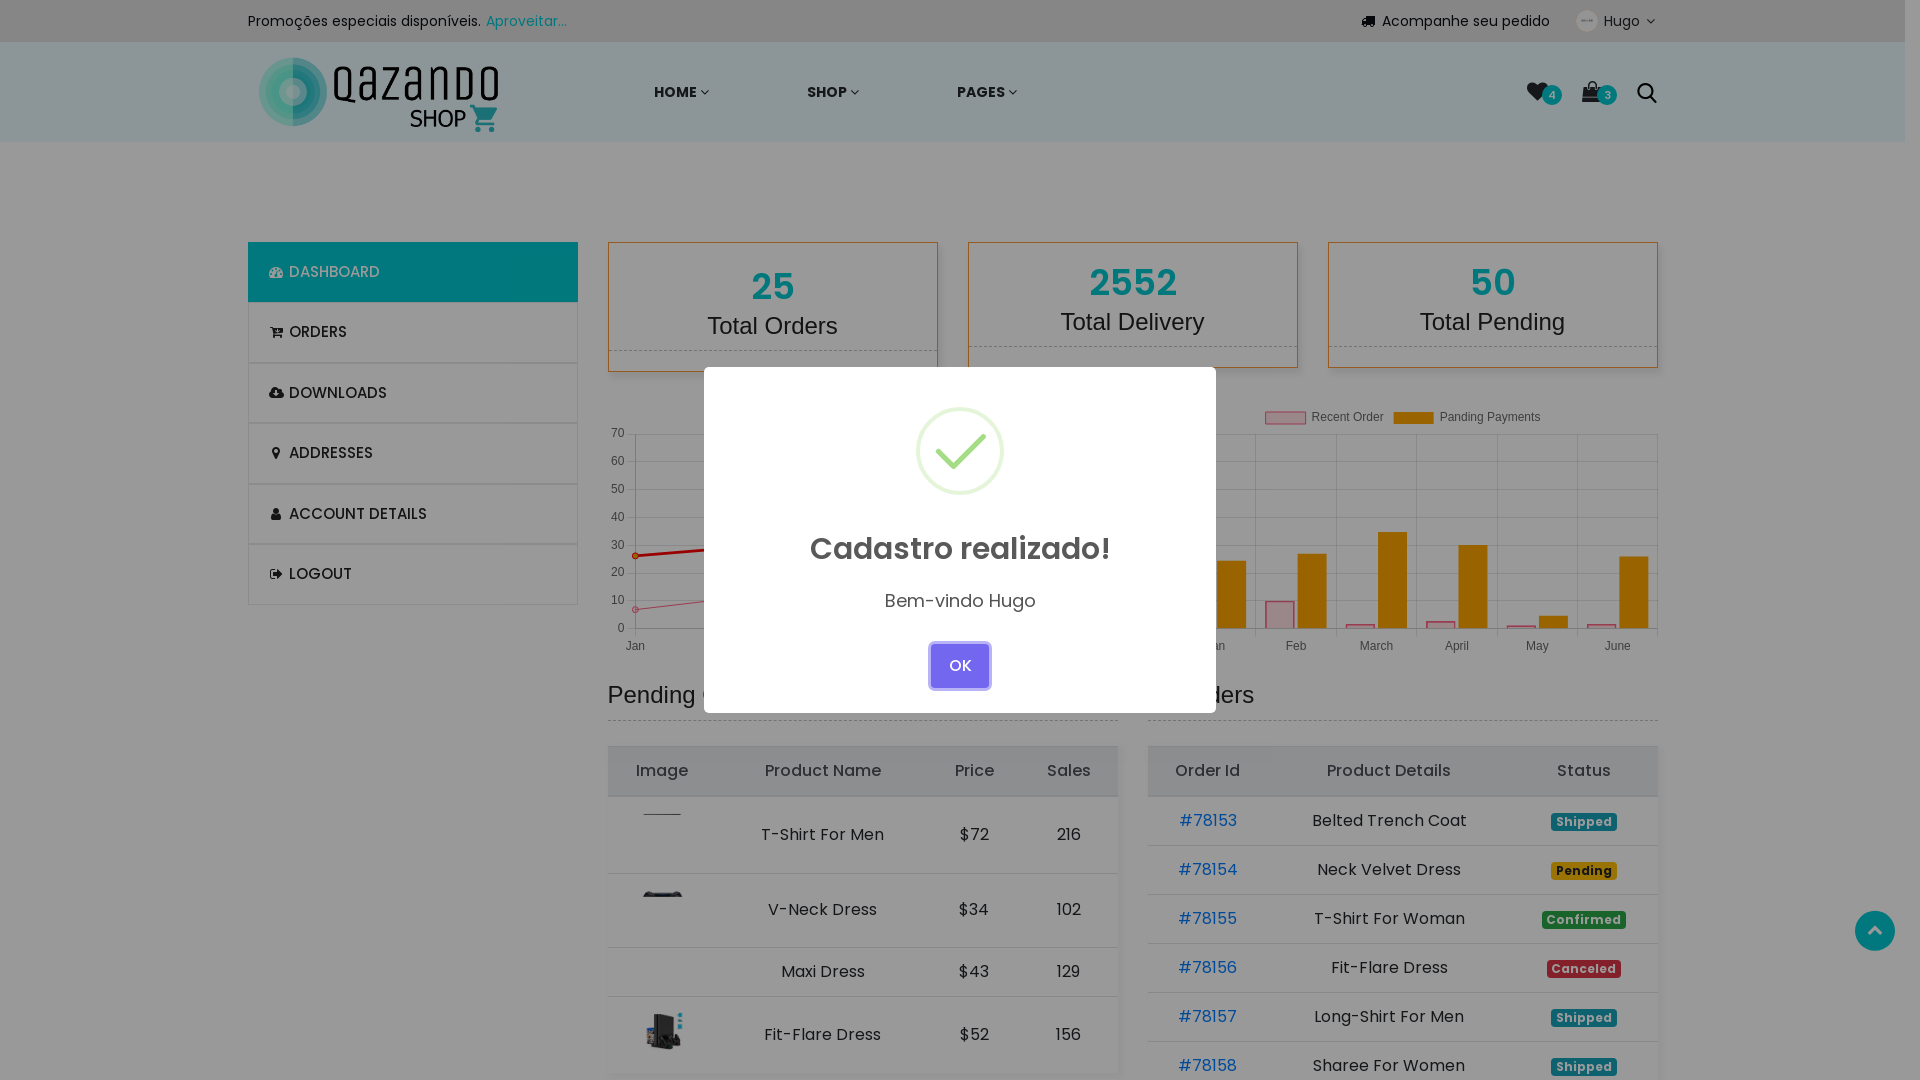 Promoções especiais disponíveis. Aproveitar...
Acompanhe seu pedido
Hugo
QAZANDO
SHOP
HOME
SHOP
PAGES
4
3
DASHBOARD
ORDERS
DOWNLOADS
ADDRESSES
ACCOUNT DETAILS
LOGOUT
25
Total Orders
2552
Total Delivery
50
Total Pending
Recent Order
Panding Payments
70
60
50
40
30
20
10
0
Jan
Feb
March
April
May
June
Cadastro realizado!
Bem-vindo Hugo
OK
Pending
Image Product Name Price Sales
T-Shirt For Men $72 216
V-Neck Dress $34 102
Maxi Dress $43 129
Fit-Flare Dress $52 156
Order Id Product Details Status
#78153 Belted Trench Coat Shipped
#78154 Neck Velvet Dress Pending
#78155 T-Shirt For Woman Confirmed
#78156 Fit-Flare Dress Canceled
#78157 Long-Shirt For Men Shipped
#78158 Sharee For Women Shipped